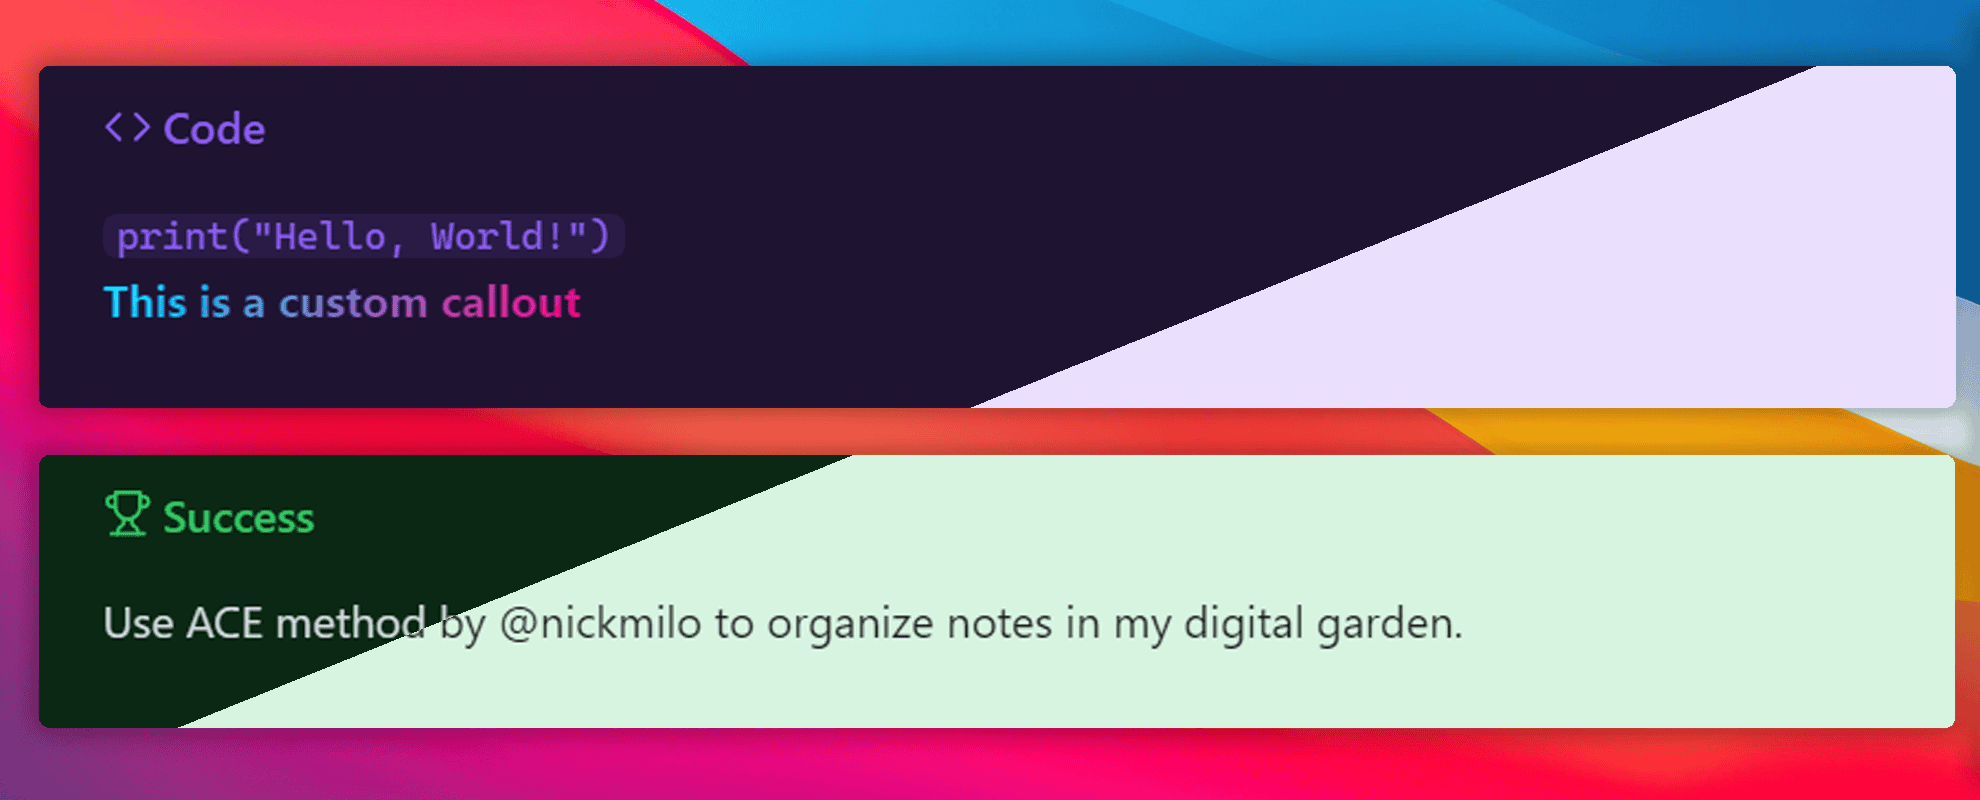 Code
print("Hello, World!")
This is a custom callout
Success
Use ACE method by @nickmilo to organize notes in my digital garden.